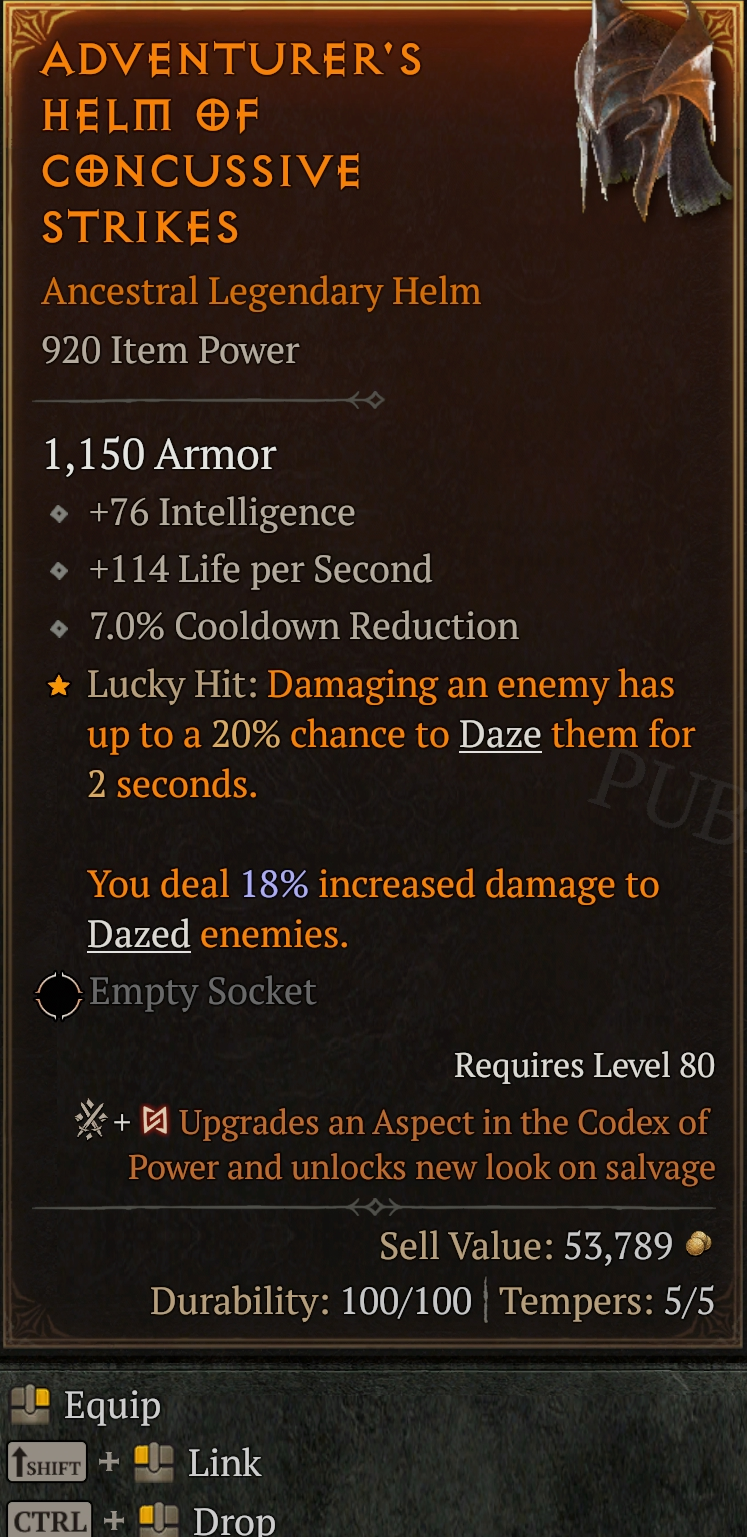 ADVENTURER'S
HELM OF
CONCUSSIVE
STRIKES
Ancestral Legendary Helm
920 Item Power
1,150 Armor
+76 Intelligence
+114 Life per Second
7.0% Cooldown Reduction
Lucky Hit: Damaging an enemy has
up to a 20% chance to Daze them for
2 seconds.
PUB
You deal 18% increased damage to
Dazed enemies.
Empty Socket
Requires Level 80
+ Upgrades an Aspect in the Codex of
Power and unlocks new look on salvage
Sell Value: 53,789
Durability: 100/100 | Tempers: 5/5
Equip
SHIFT + Link
CTRL + Drop